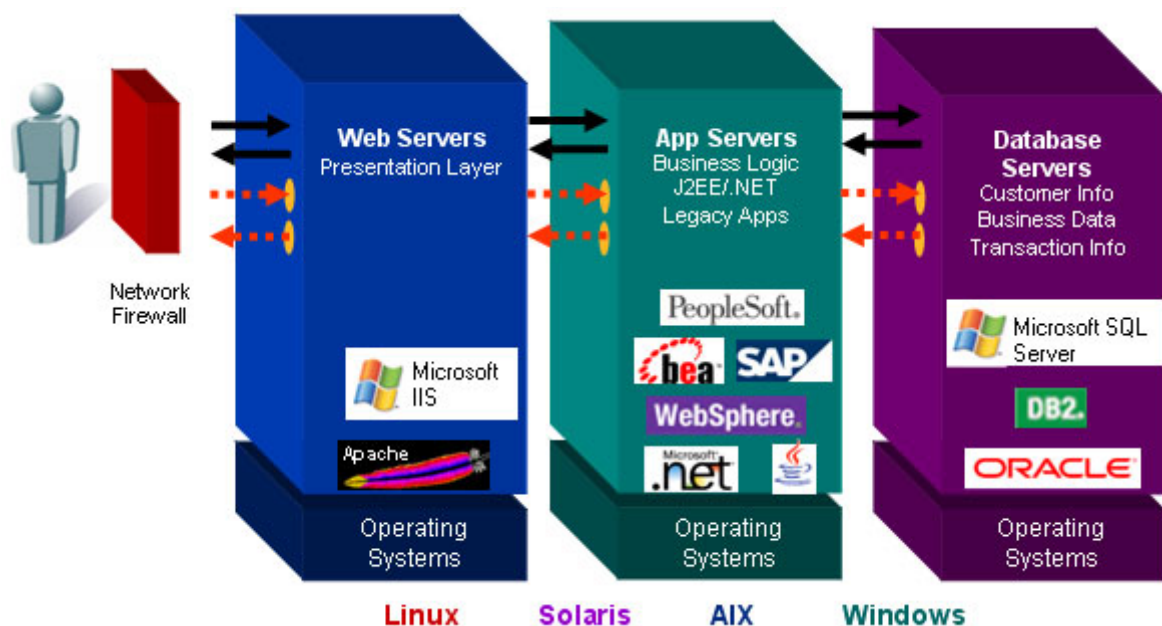 Network
Firewall
Web Servers
Presentation Layer
Microsoft
IIS
Apache
Operating
Systems
App Servers
Business Logic
J2EE/.NET
Legacy Apps
PeopleSoft.
bea
SAP
WebSphere.
Microsoft
.net
Operating
Systems
Database
Servers
Customer Info
Business Data
Transaction Info
Microsoft SQL
Server
DB2.
ORACLE
Operating
Systems
Linux Solaris AIX Windows